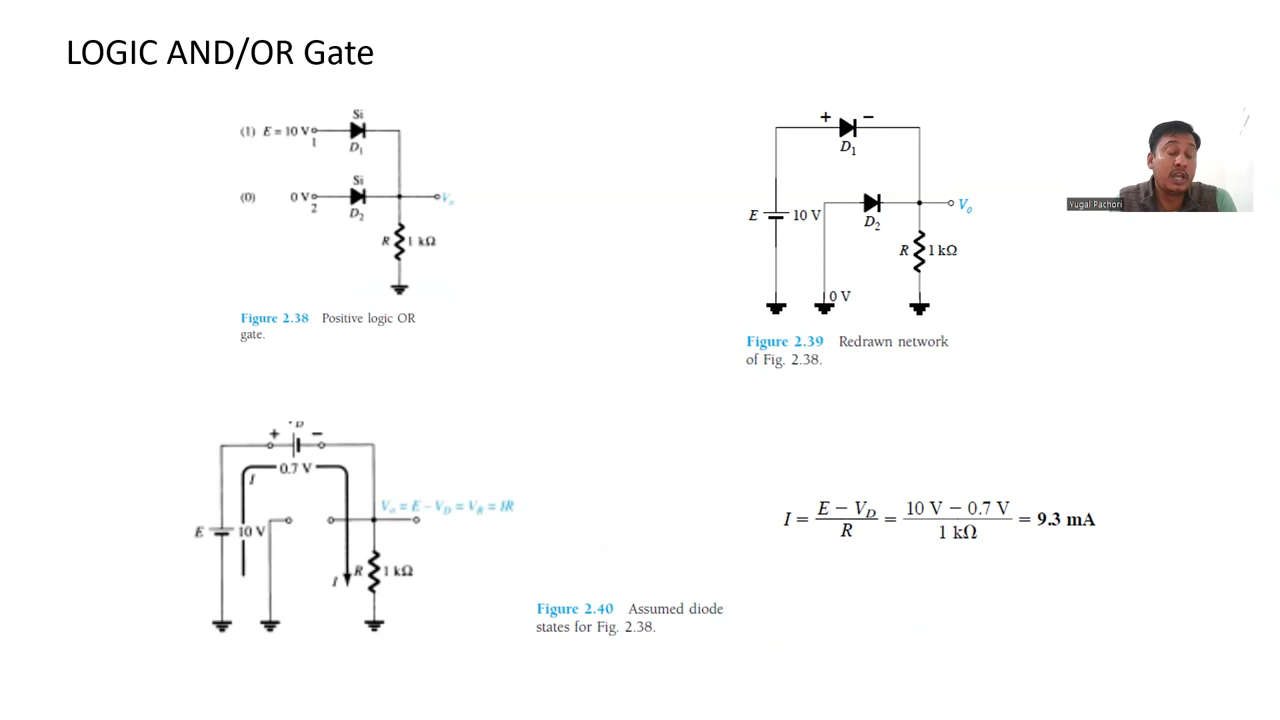 LOGIC AND/OR Gate
Si
(1) E = 10 V
1
D1
Si
(0) 0 V
2
D2
Vo
R 1 kΩ
Figure 2.38 Positive logic OR
gate.
+ −
D1
E 10 V
D2
Vo
R 1 kΩ
0 V
Figure 2.39 Redrawn network
of Fig. 2.38.
Yugal Pachori
+ −
0.7 V
I
Vo = E − VD = VR = IR
E 10 V
I
R 1 kΩ
Figure 2.40 Assumed diode
states for Fig. 2.38.
I = (E − VD)/R = (10 V − 0.7 V)/(1 kΩ) = 9.3 mA